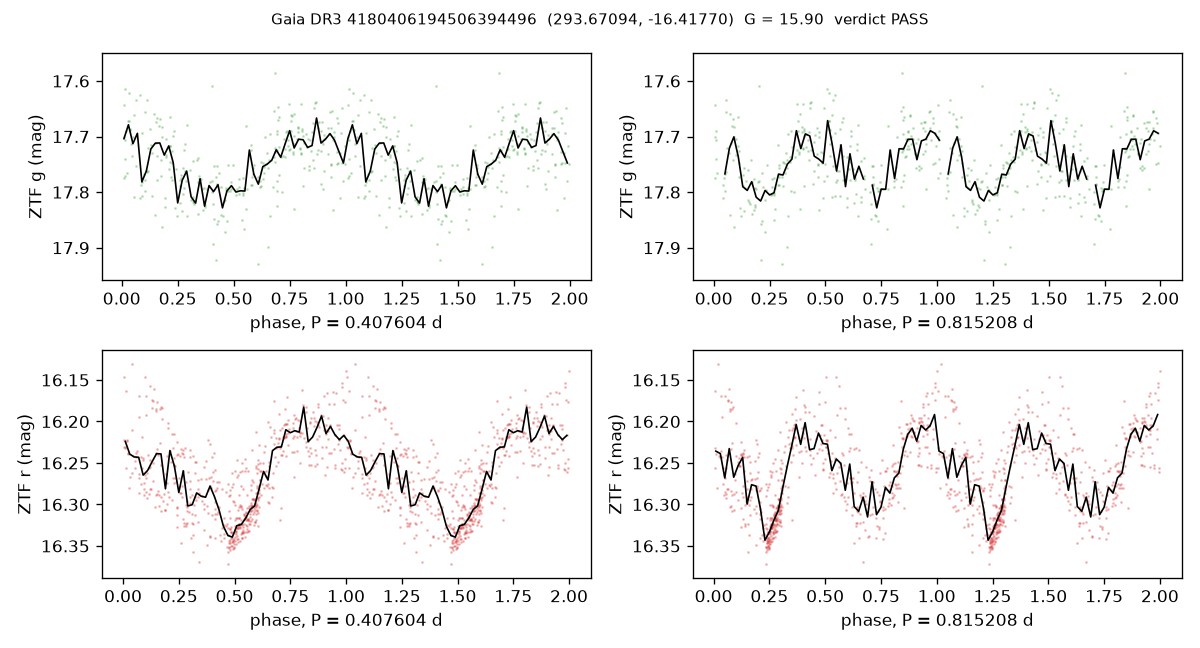 Gaia DR3 4180406194506394496  (293.67094, -16.41770)  G = 15.90  verdict PASS
ZTF g (mag)
17.6
17.7
17.8
17.9
0.00 0.25 0.50 0.75 1.00 1.25 1.50 1.75 2.00
phase, P = 0.407604 d
ZTF g (mag)
17.6
17.7
17.8
17.9
0.00 0.25 0.50 0.75 1.00 1.25 1.50 1.75 2.00
phase, P = 0.815208 d
ZTF r (mag)
16.15
16.20
16.25
16.30
16.35
0.00 0.25 0.50 0.75 1.00 1.25 1.50 1.75 2.00
phase, P = 0.407604 d
ZTF r (mag)
16.15
16.20
16.25
16.30
16.35
0.00 0.25 0.50 0.75 1.00 1.25 1.50 1.75 2.00
phase, P = 0.815208 d